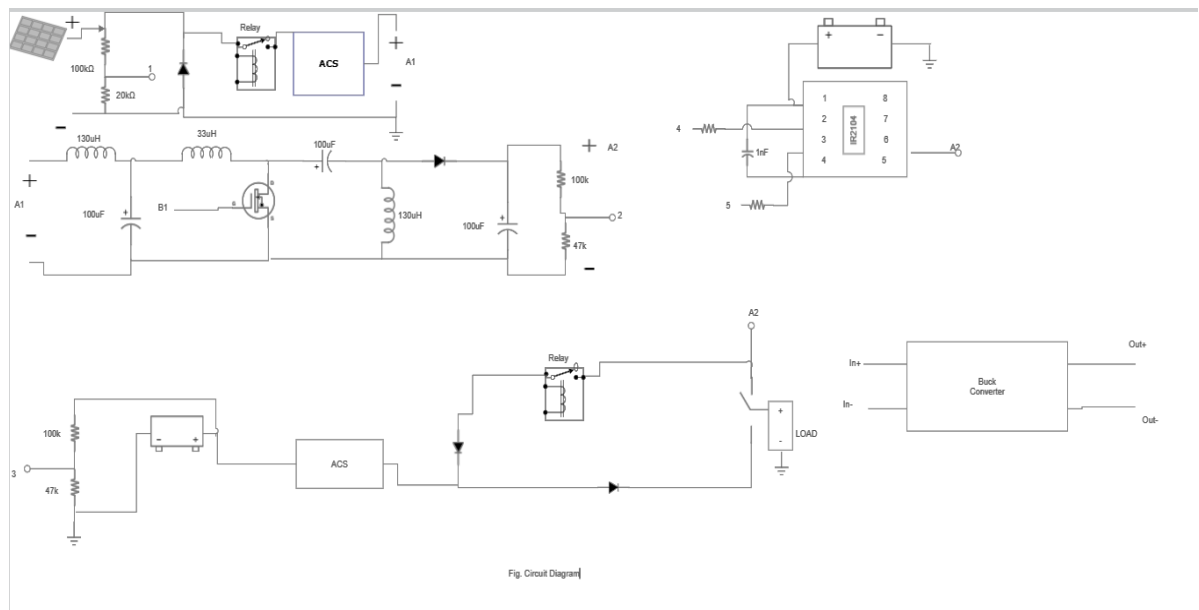 +
Relay
100kΩ
1
ACS
+
A1
20kΩ
-
-
130uH
33uH
100uF
+
+
A2
+
A1
-
100uF
+
B1
s
s
s
130uH
100uF
+
100k
2
47k
-
+
-
1
8
2
7
3
6
4
5
IR2104
4
1nF
5
A2
A2
Relay
In+
In-
Buck
Converter
Out+
Out-
+
-
LOAD
100k
-
+
3
47k
ACS
Fig. Circuit Diagram